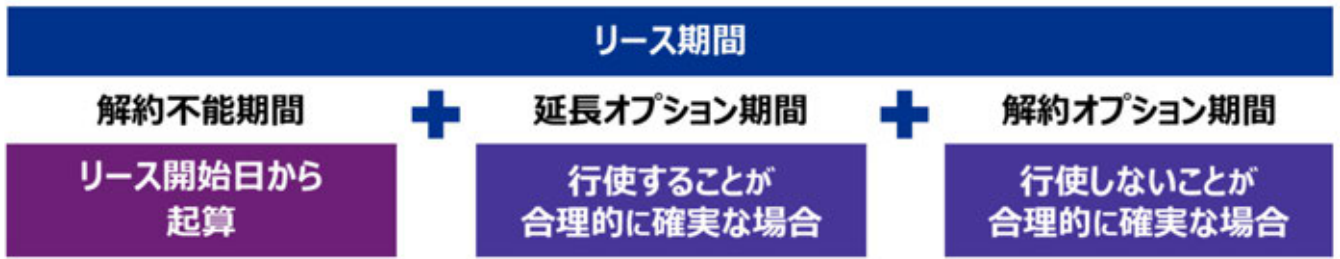 リース期間
解約不能期間 + 延長オプション期間 + 解約オプション期間
リース開始日から
起算
行使することが
合理的に確実な場合
行使しないことが
合理的に確実な場合